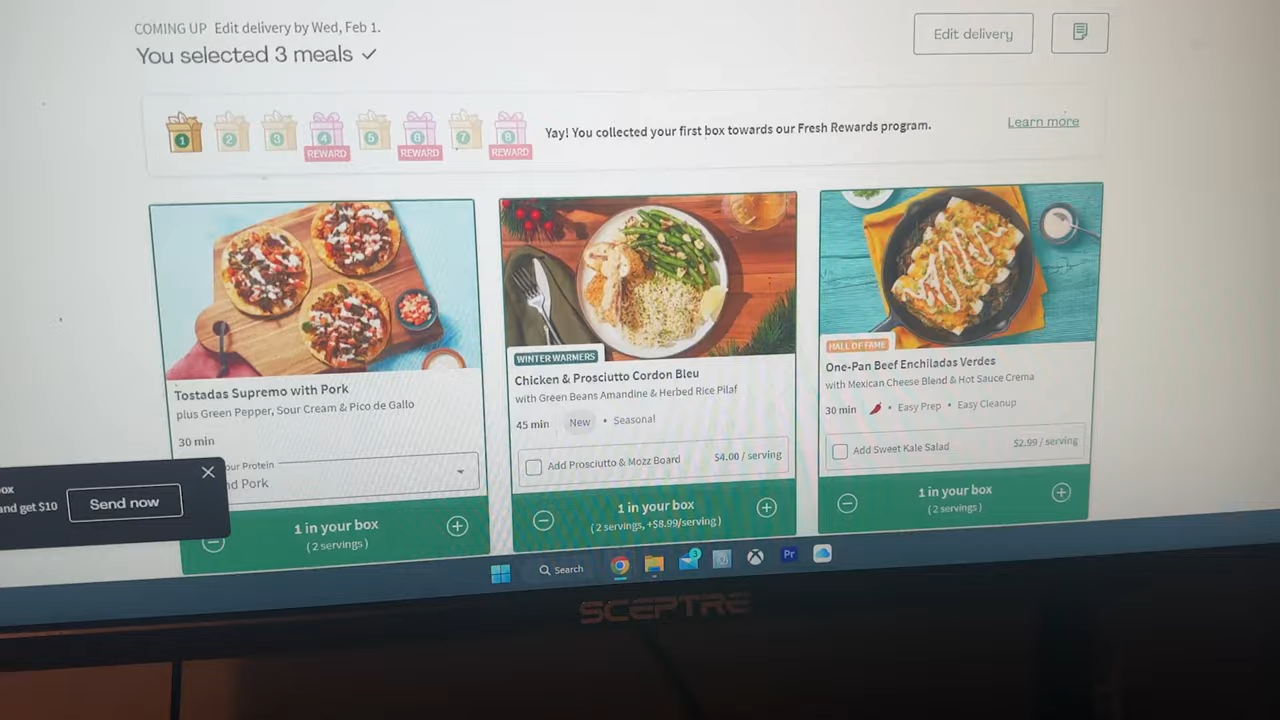 COMING UP Edit delivery by Wed, Feb 1.
You selected 3 meals
Edit delivery
1 2 3 4 5 6 7 8
REWARD REWARD REWARD
Yay! You collected your first box towards our Fresh Rewards program.
Learn more
Tostadas Supremo with Pork
plus Green Pepper, Sour Cream & Pico de Gallo
30 min
our Protein
nd Pork
1 in your box
(2 servings)
WINTER WARMERS
Chicken & Prosciutto Cordon Bleu
with Green Beans Amandine & Herbed Rice Pilaf
45 min New • Seasonal
Add Prosciutto & Mozz Board $4.00 / serving
1 in your box
(2 servings, +$8.99/serving)
HALL OF FAME
One-Pan Beef Enchiladas Verdes
with Mexican Cheese Blend & Hot Sauce Crema
30 min • Easy Prep • Easy Cleanup
Add Sweet Kale Salad $2.99 / serving
1 in your box
(2 servings)
ox
and get $10
Send now
Search
3
Pr
SCEPTRE